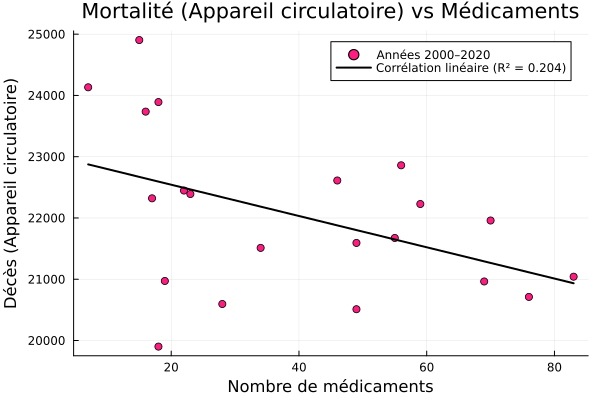 Mortalité (Appareil circulatoire) vs Médicaments
Années 2000–2020
Corrélation linéaire (R² = 0.204)
Décès (Appareil circulatoire)
25000
24000
23000
22000
21000
20000
20
40
60
80
Nombre de médicaments